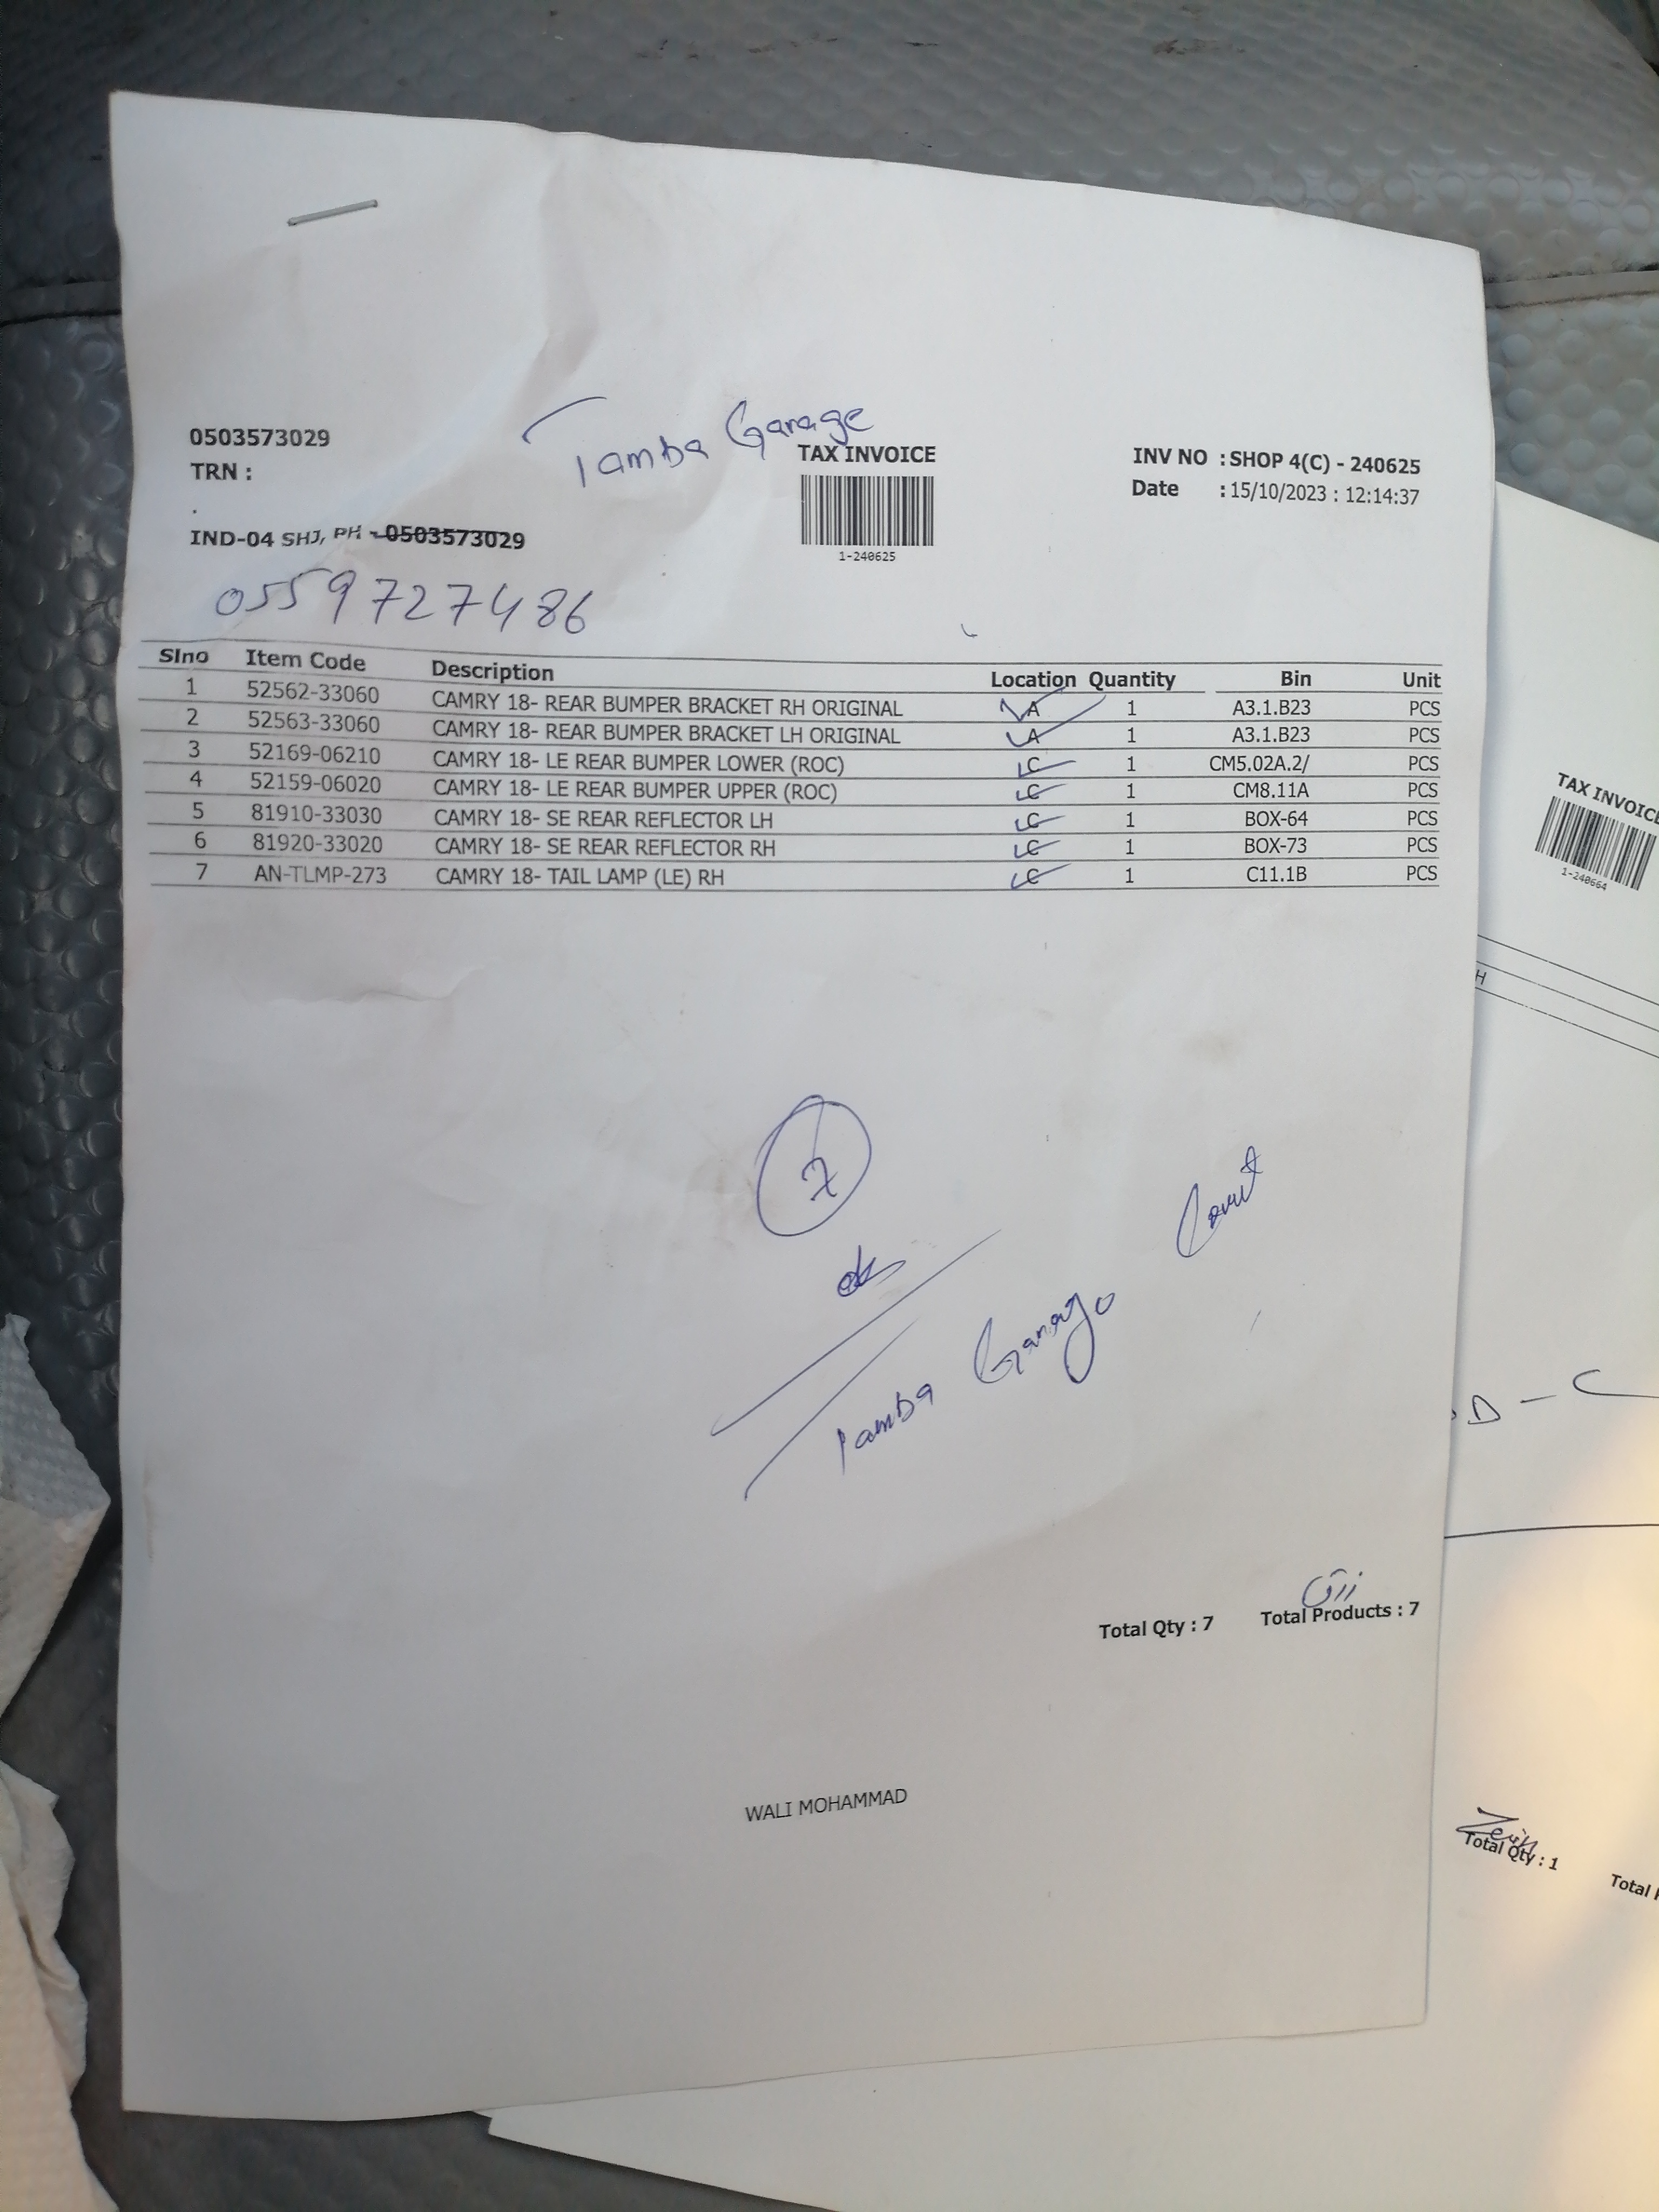 Tamba Garage
0503573029
TAX INVOICE
INV NO : SHOP 4(C) - 240625
TRN :
Date : 15/10/2023 : 12:14:37
.
IND-04 SHJ, PH - 0503573029
1-240625
0559727486
Slno Item Code Description Location Quantity Bin Unit
1 52562-33060 CAMRY 18- REAR BUMPER BRACKET RH ORIGINAL A 1 A3.1.B23 PCS
2 52563-33060 CAMRY 18- REAR BUMPER BRACKET LH ORIGINAL A 1 A3.1.B23 PCS
3 52169-06210 CAMRY 18- LE REAR BUMPER LOWER (ROC) C 1 CM5.02A.2/ PCS
4 52159-06020 CAMRY 18- LE REAR BUMPER UPPER (ROC) C 1 CM8.11A PCS
5 81910-33030 CAMRY 18- SE REAR REFLECTOR LH C 1 BOX-64 PCS
6 81920-33020 CAMRY 18- SE REAR REFLECTOR RH C 1 BOX-73 PCS
7 AN-TLMP-273 CAMRY 18- TAIL LAMP (LE) RH C 1 C11.1B PCS
7
ok
Tamba Garage
Total Qty : 7 Total Products : 7
WALI MOHAMMAD
TAX INVOICE
1-240664
H
D - C
Total Qty : 1
Total